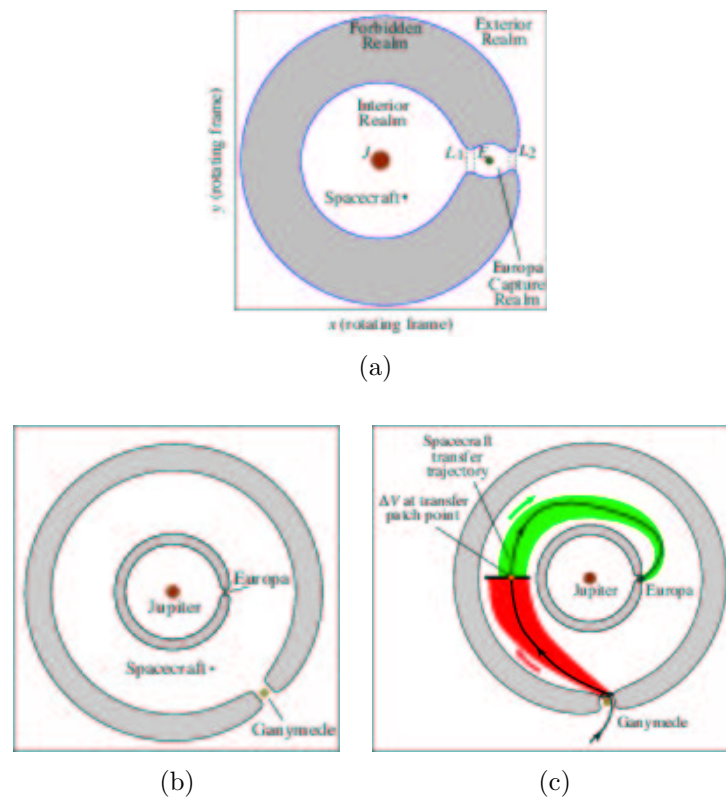 Forbidden
Realm
Exterior
Realm
Interior
Realm
J
L1
E
L2
Spacecraft
Europa
Capture
Realm
y (rotating frame)
x (rotating frame)
(a)
Europa
Jupiter
Spacecraft
Ganymede
(b)
Spacecraft
transfer
trajectory
ΔV at transfer
patch point
Jupiter
Europa
Ganymede
(c)